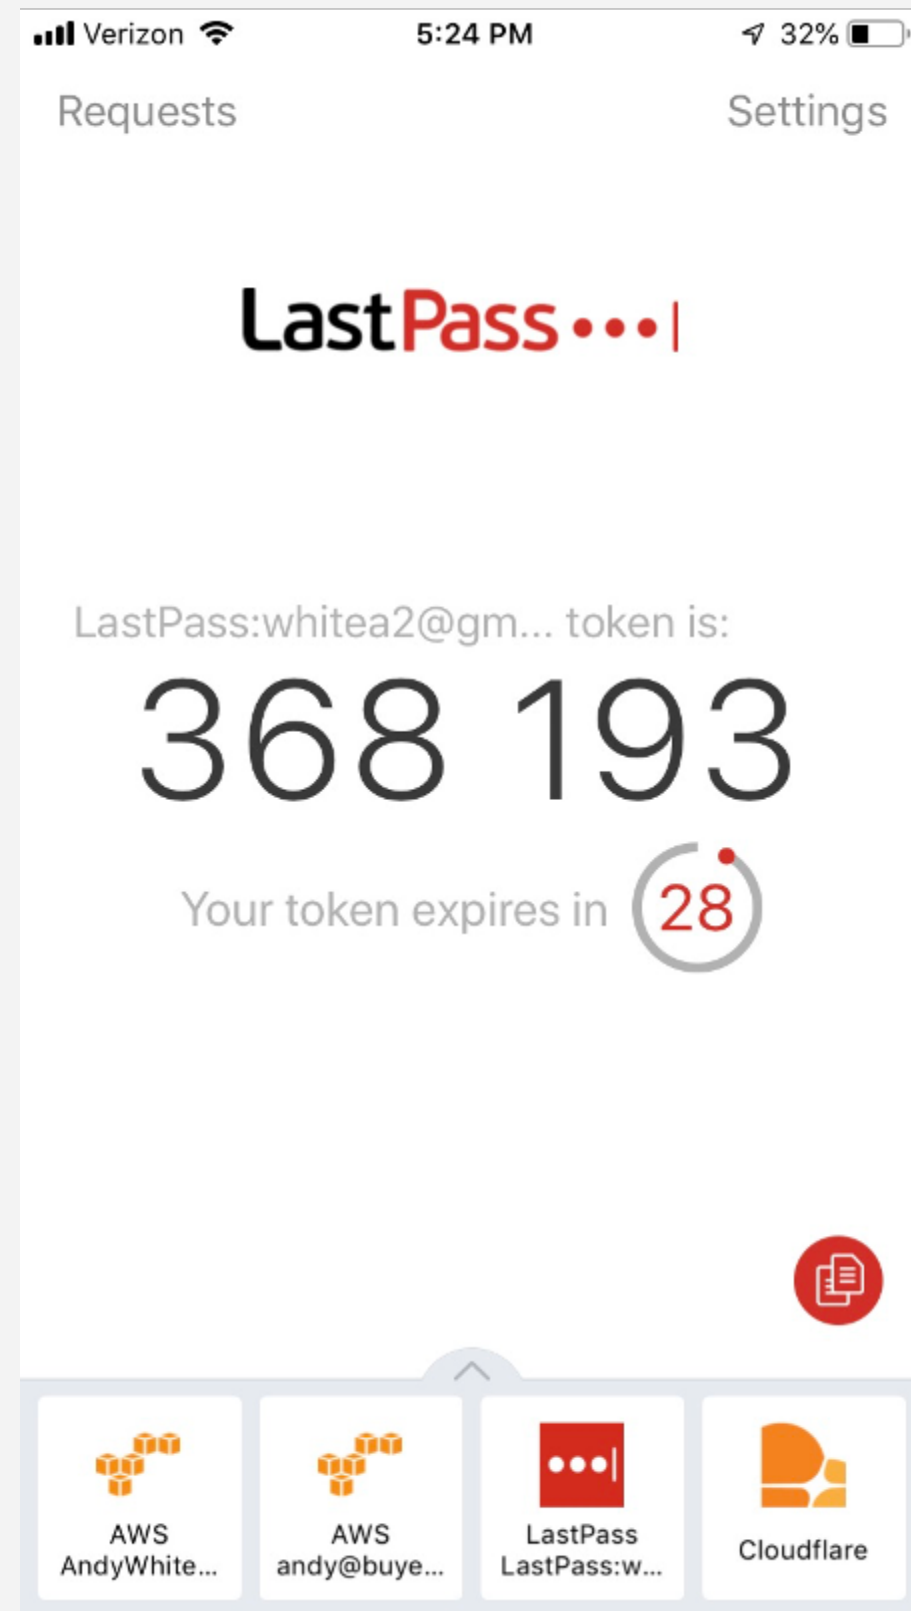 Verizon 5:24 PM 32%
Requests Settings
LastPass
LastPass:whitea2@gm... token is:
368 193
Your token expires in 28
AWS AWS LastPass Cloudflare
AndyWhite... andy@buye... LastPass:w...